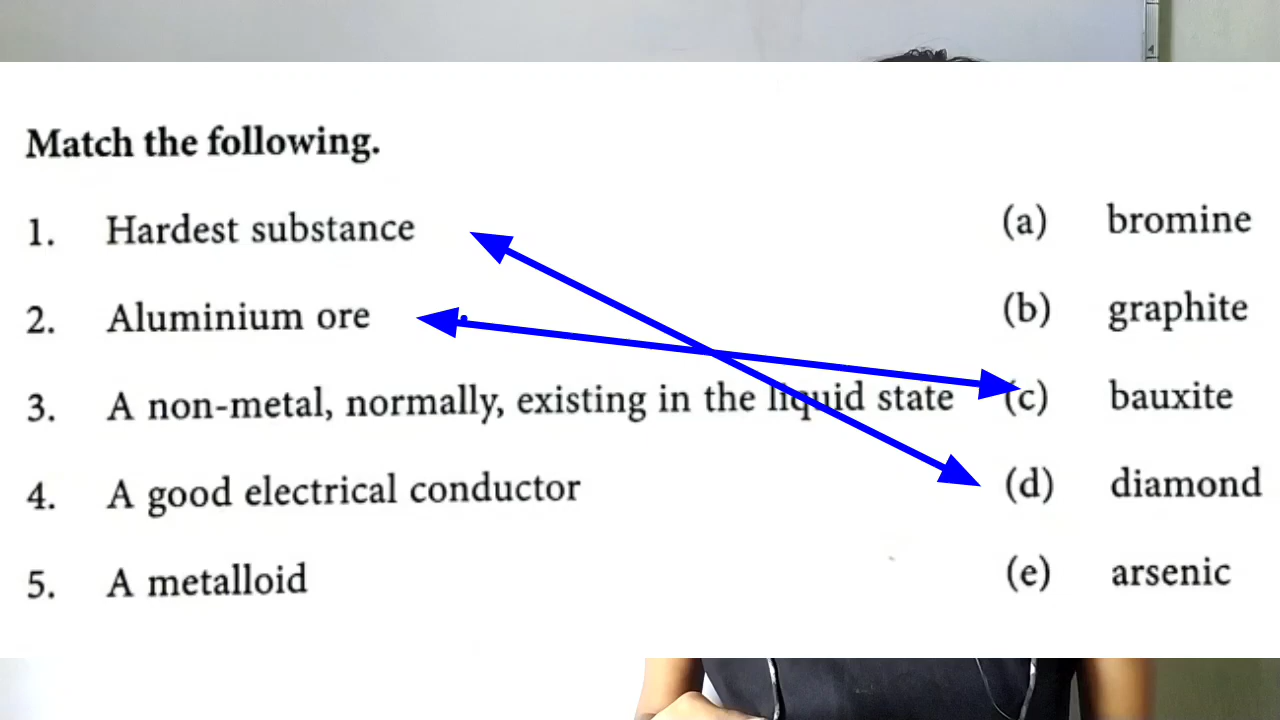 Match the following.
1. Hardest substance (a) bromine
2. Aluminium ore (b) graphite
3. A non-metal, normally, existing in the liquid state (c) bauxite
4. A good electrical conductor (d) diamond
5. A metalloid (e) arsenic